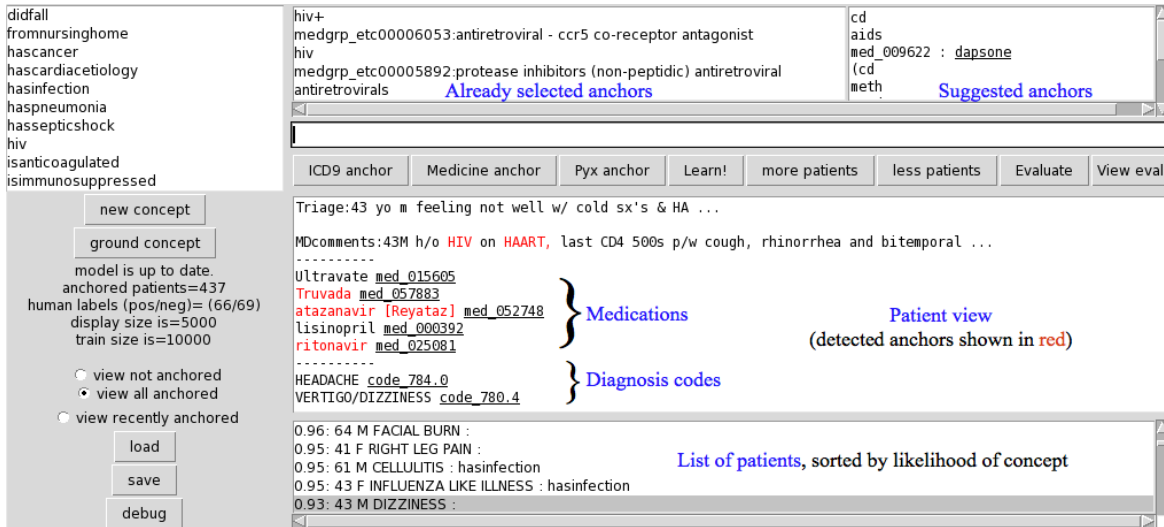 didfall
fromnursinghome
hascancer
hascardiacetiology
hasinfection
haspneumonia
hassepticshock
hiv
isanticoagulated
isimmunosuppressed
new concept
ground concept
model is up to date.
anchored patients=437
human labels (pos/neg)= (66/69)
display size is=5000
train size is=10000
view not anchored
view all anchored
view recently anchored
load
save
debug
hiv+
medgrp_etc00006053:antiretroviral - ccr5 co-receptor antagonist
hiv
medgrp_etc00005892:protease inhibitors (non-peptidic) antiretroviral
antiretrovirals
Already selected anchors
cd
aids
med_009622 : dapsone
(cd
meth
Suggested anchors
ICD9 anchor Medicine anchor Pyx anchor Learn! more patients less patients Evaluate View eval
Triage:43 yo m feeling not well w/ cold sx's & HA ...
MDcomments:43M h/o HIV on HAART, last CD4 500s p/w cough, rhinorrhea and bitemporal ...
----------
Ultravate med_015605
Truvada med_057883
atazanavir [Reyataz] med_052748
lisinopril med_000392
ritonavir med_025081
----------
HEADACHE code_784.0
VERTIGO/DIZZINESS code_780.4
Medications
Diagnosis codes
Patient view
(detected anchors shown in red)
0.96: 64 M FACIAL BURN :
0.95: 41 F RIGHT LEG PAIN :
0.95: 61 M CELLULITIS : hasinfection
0.95: 43 F INFLUENZA LIKE ILLNESS : hasinfection
0.93: 43 M DIZZINESS :
List of patients, sorted by likelihood of concept